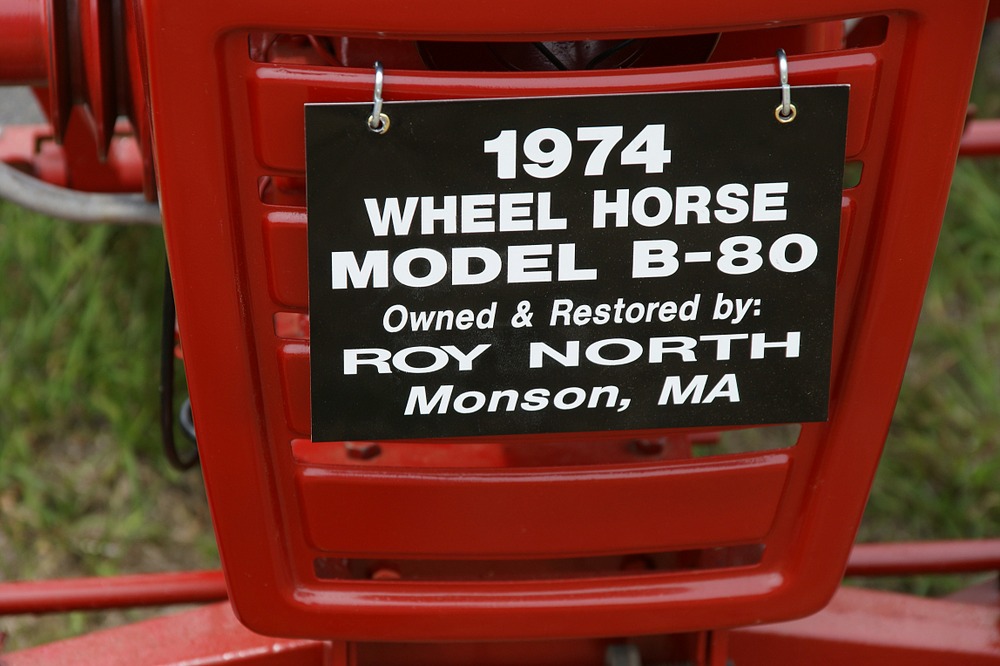 1974
WHEEL HORSE
MODEL B-80
Owned & Restored by:
ROY NORTH
Monson, MA